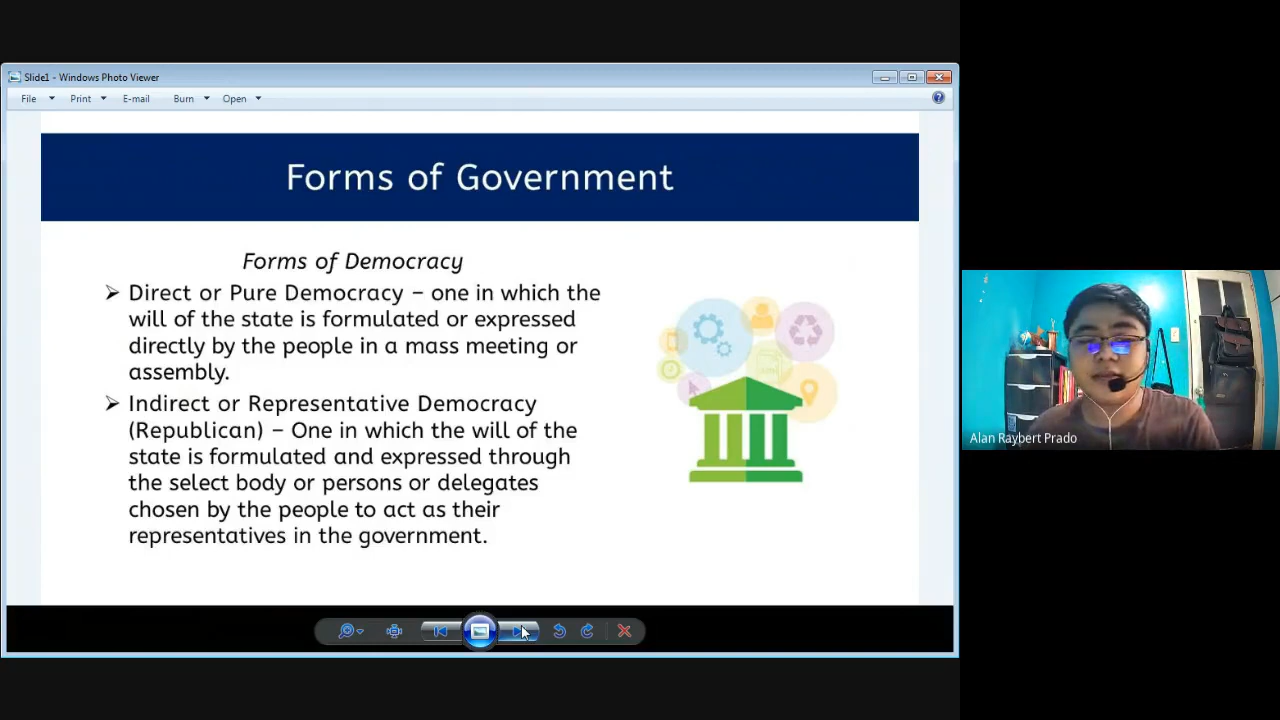 Slide1 - Windows Photo Viewer
File Print E-mail Burn Open
Forms of Government
Forms of Democracy
➢ Direct or Pure Democracy – one in which the
will of the state is formulated or expressed
directly by the people in a mass meeting or
assembly.
➢ Indirect or Representative Democracy
(Republican) – One in which the will of the
state is formulated and expressed through
the select body or persons or delegates
chosen by the people to act as their
representatives in the government.
Alan Raybert Prado